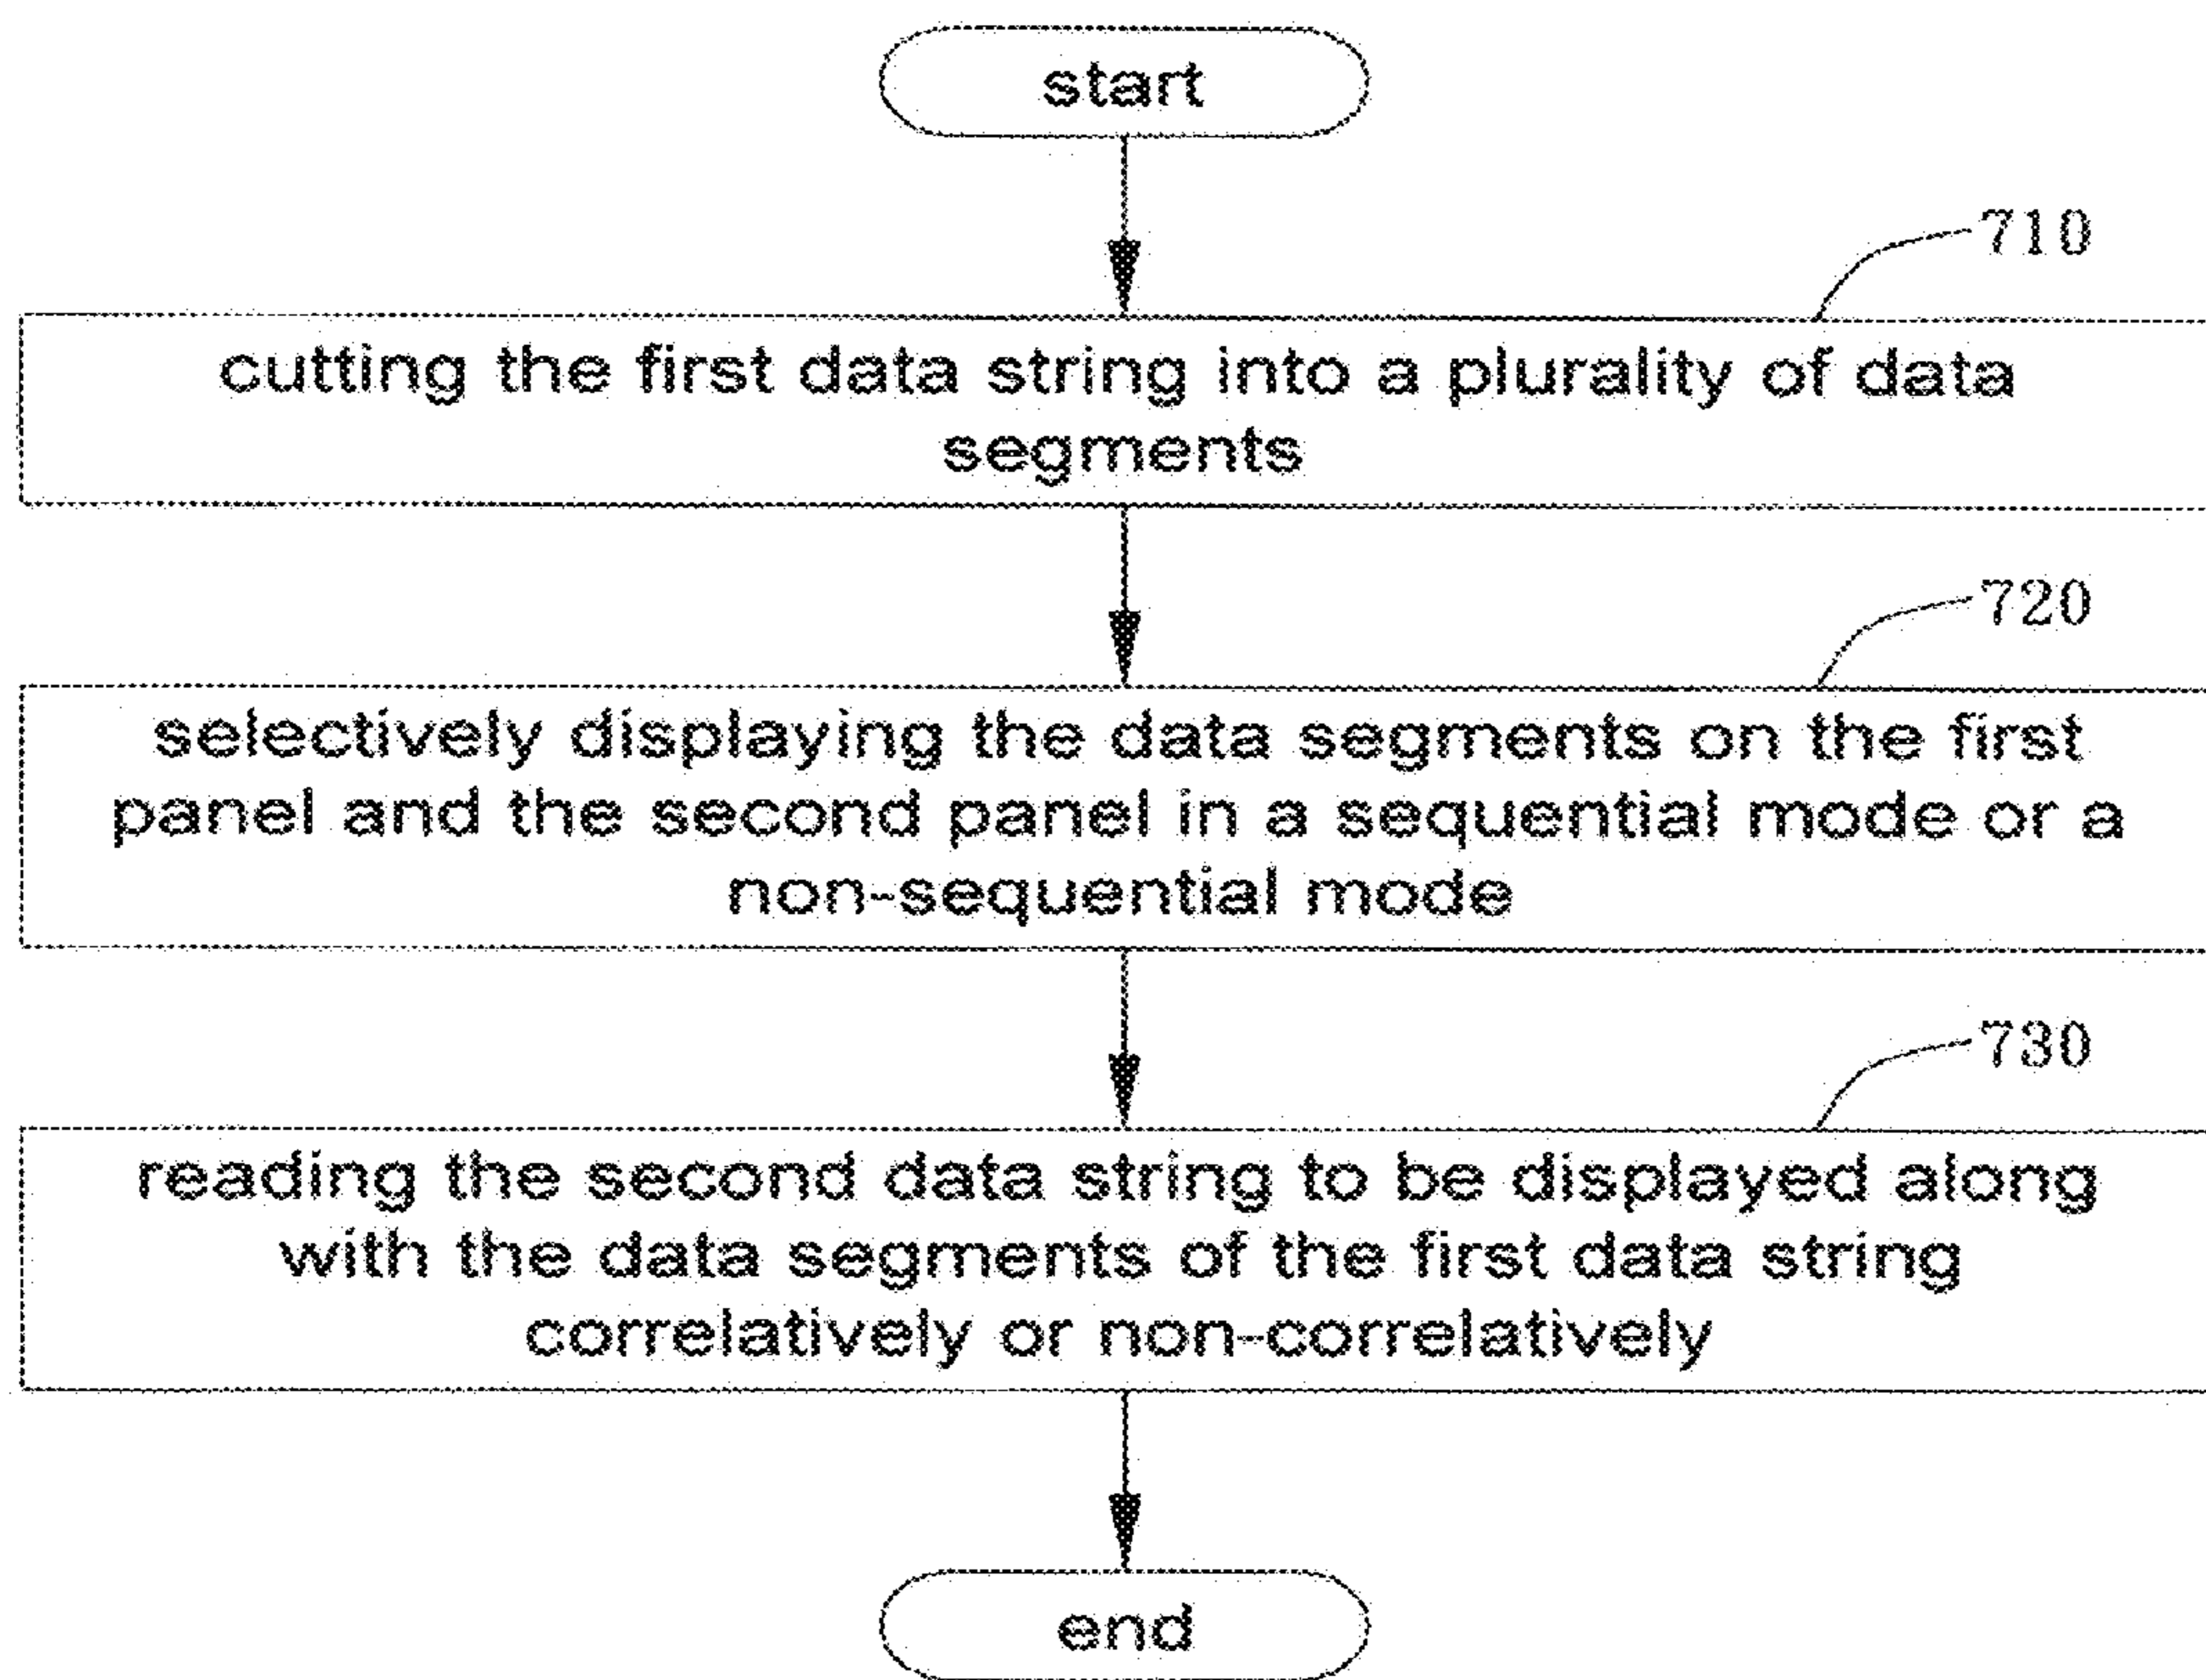 start
710
cutting the first data string into a plurality of data
segments
720
selectively displaying the data segments on the first
panel and the second panel in a sequential mode or a
non-sequential mode
730
reading the second data string to be displayed along
with the data segments of the first data string
correlatively or non-correlatively
end